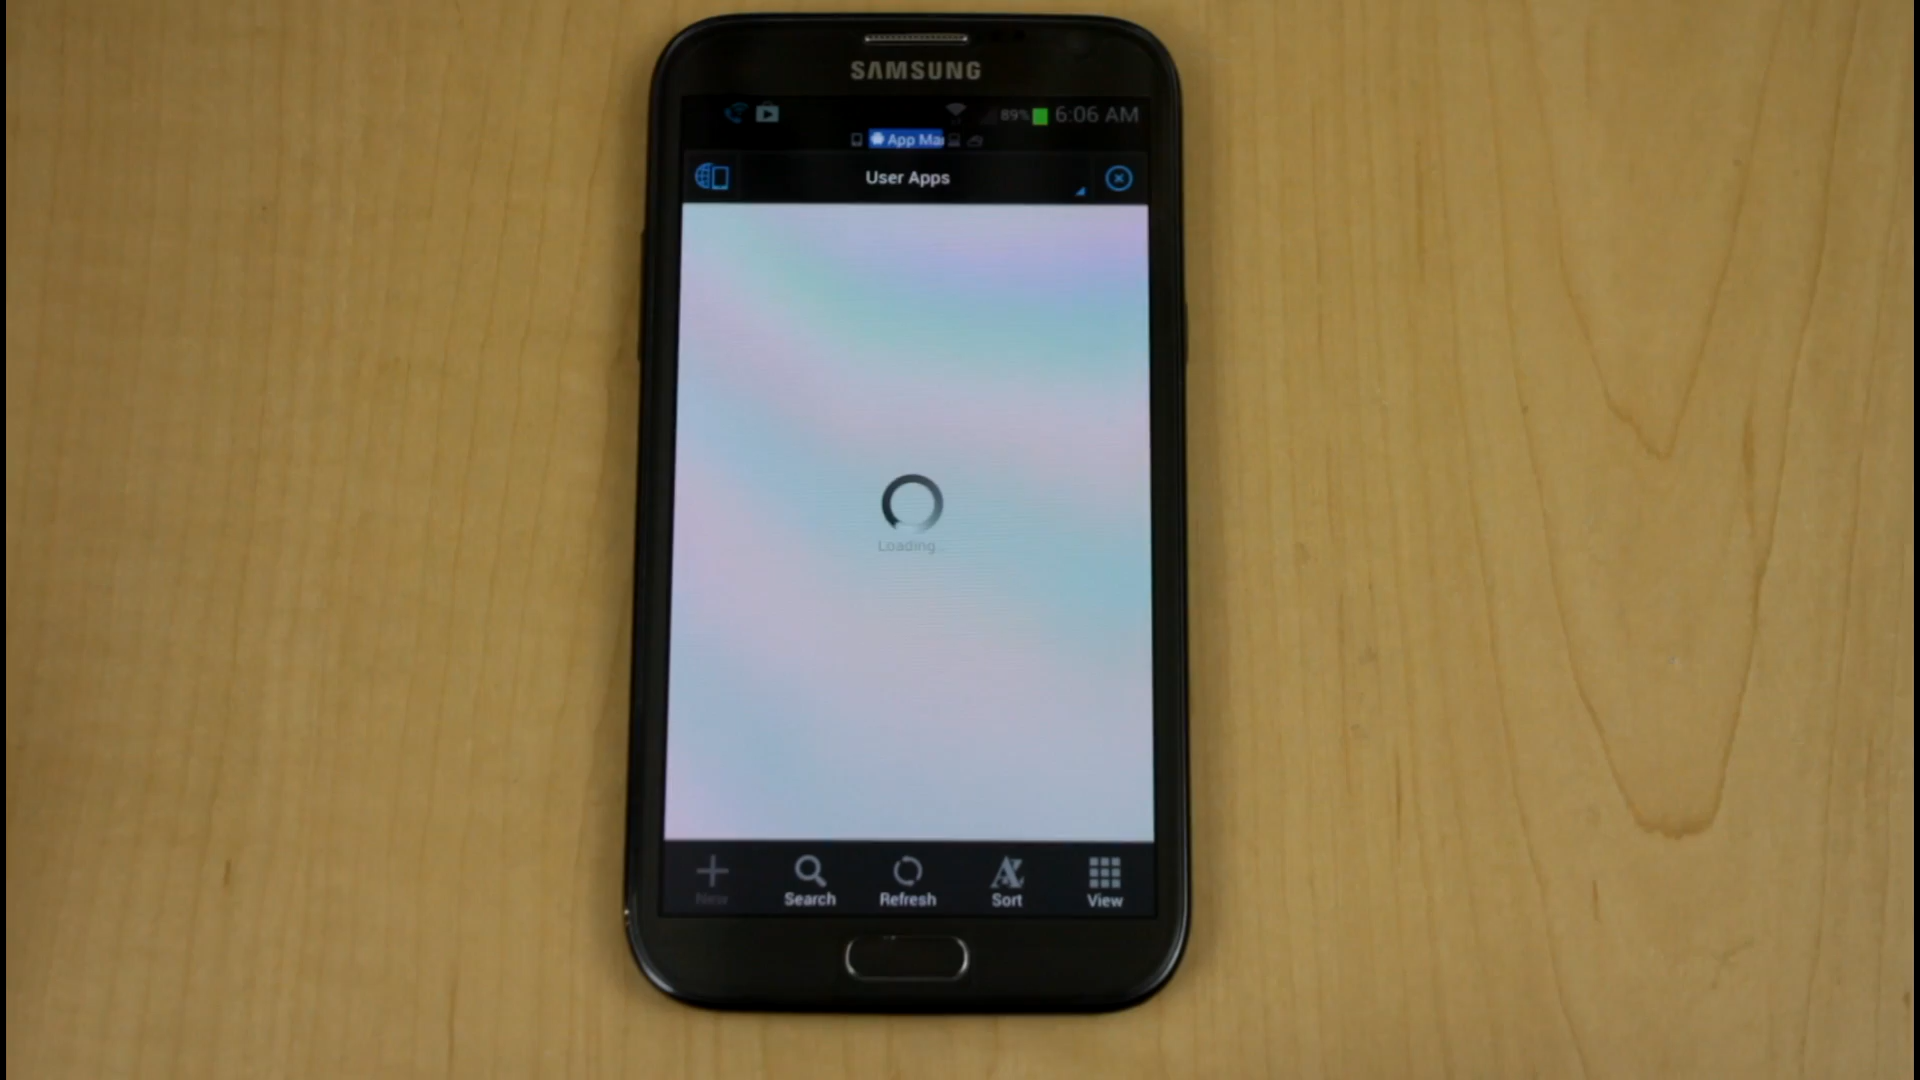 SAMSUNG
89% 6:06 AM
App Ma
User Apps
Loading
New
Search
Refresh
Sort
View